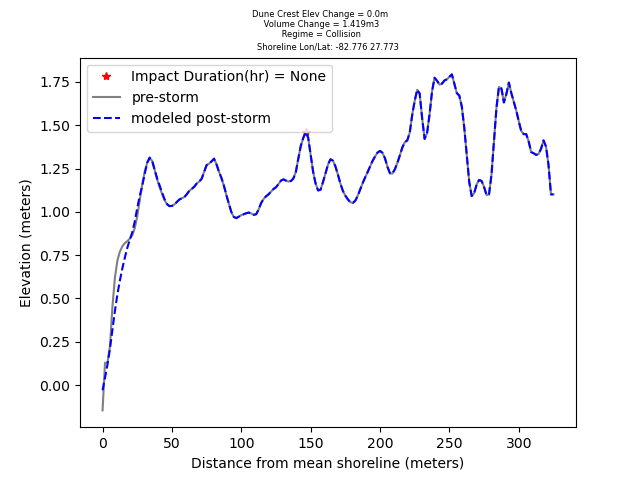 Dune Crest Elev Change = 0.0m
Volume Change = 1.419m3
Regime = Collision
Shoreline Lon/Lat: -82.776 27.773
Impact Duration(hr) = None
pre-storm
modeled post-storm
1.75
1.50
1.25
1.00
0.75
0.50
0.25
0.00
Elevation (meters)
0 50 100 150 200 250 300
Distance from mean shoreline (meters)